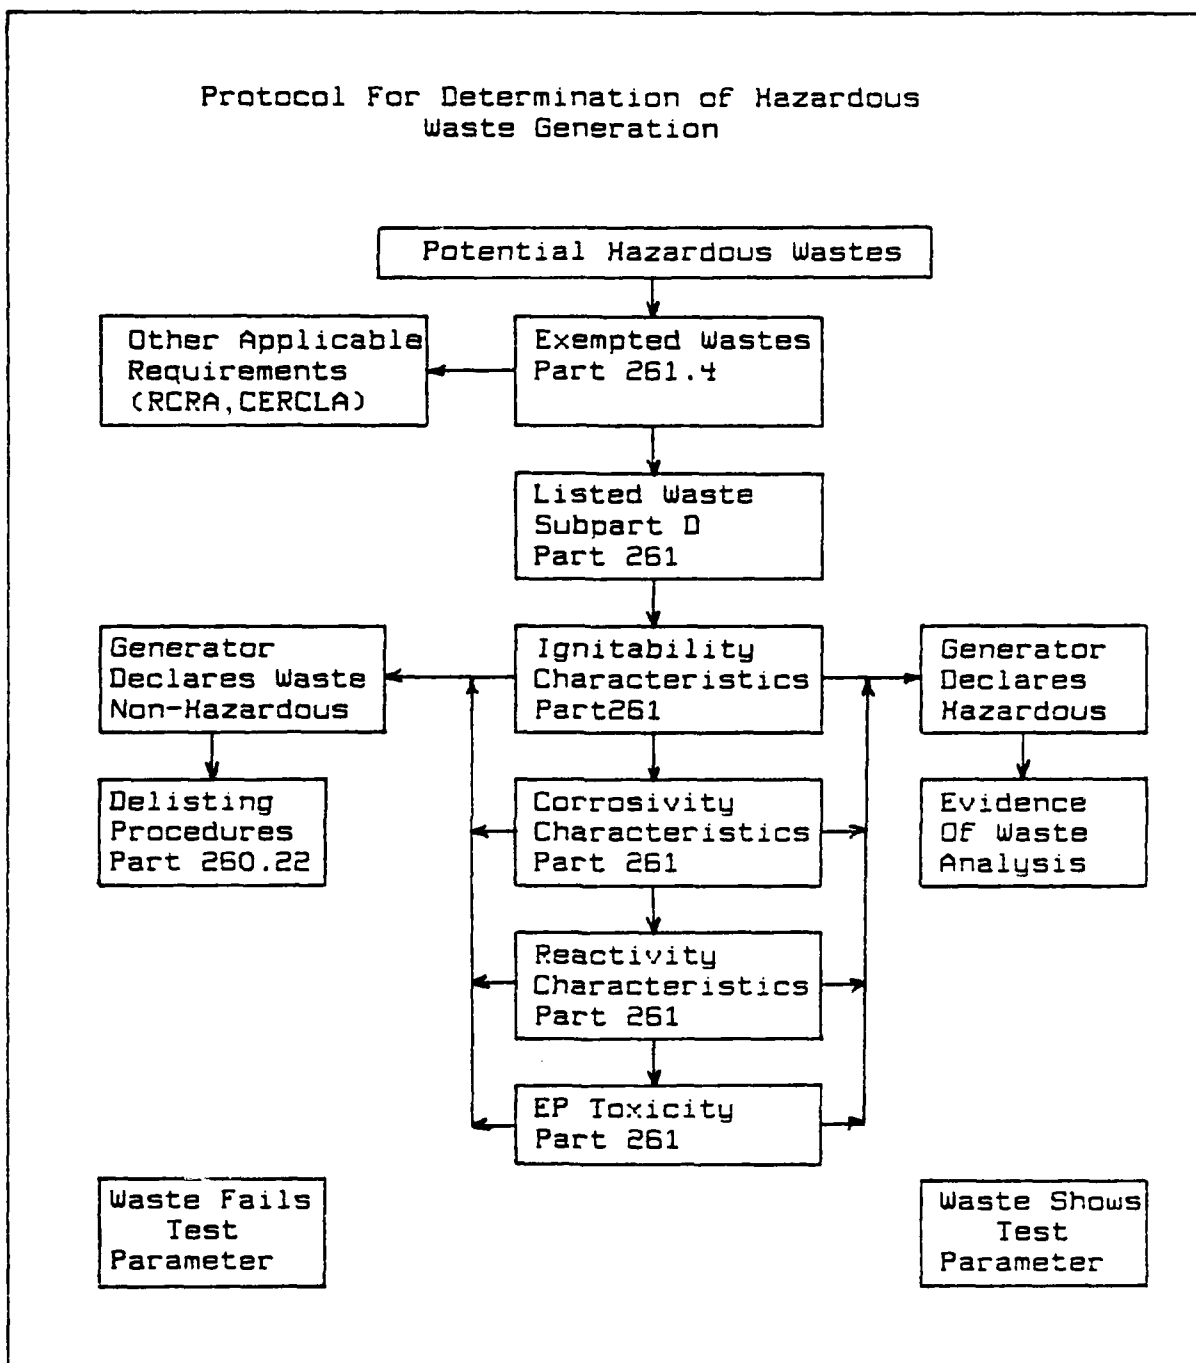 Protocol For Determination of Hazardous
Waste Generation
Potential Hazardous Wastes
Other Applicable
Requirements
(RCRA,CERCLA)
Exempted Wastes
Part 261.4
Listed Waste
Subpart D
Part 261
Generator
Declares Waste
Non-Hazardous
Ignitability
Characteristics
Part261
Generator
Declares
Hazardous
Delisting
Procedures
Part 260.22
Corrosivity
Characteristics
Part 261
Evidence
Of Waste
Analysis
Reactivity
Characteristics
Part 261
EP Toxicity
Part 261
Waste Fails
Test
Parameter
Waste Shows
Test
Parameter